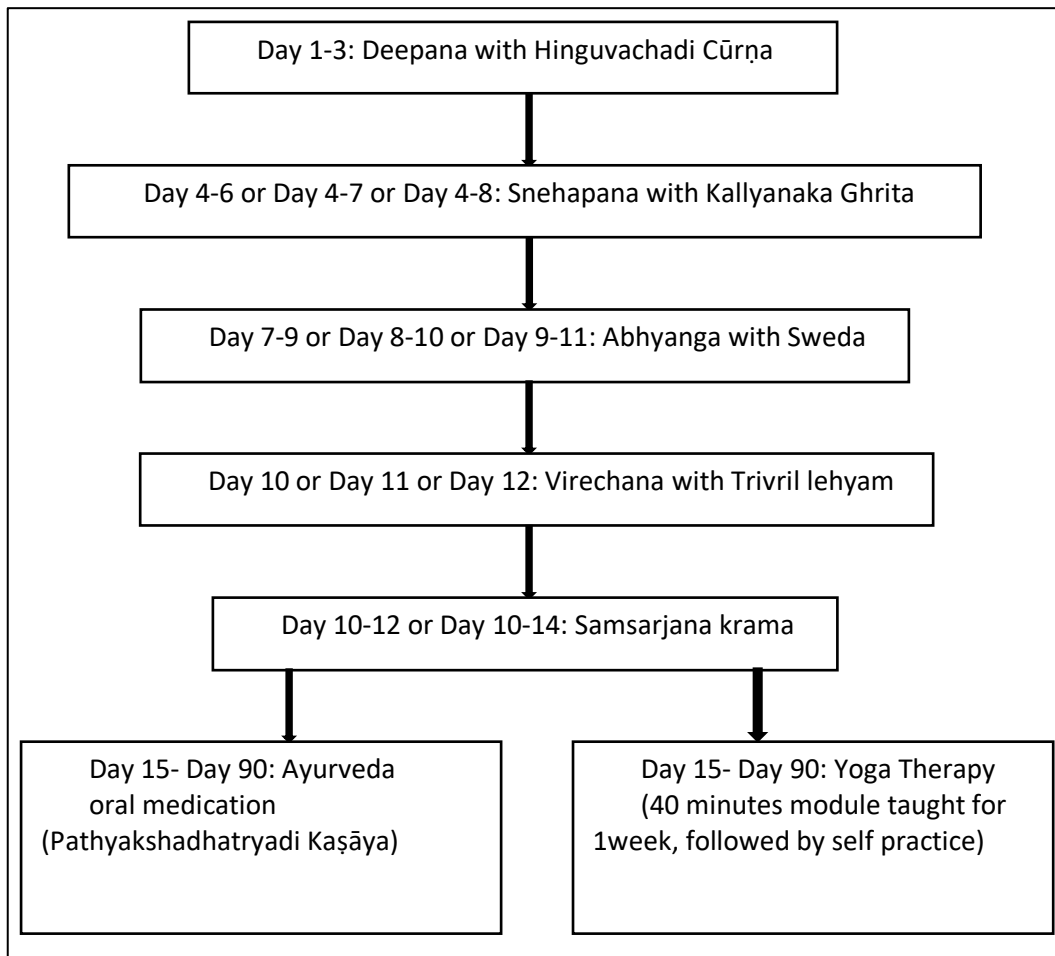 Day 1-3: Deepana with Hinguvachadi Cūrṇa
Day 4-6 or Day 4-7 or Day 4-8: Snehapana with Kallyanaka Ghrita
Day 7-9 or Day 8-10 or Day 9-11: Abhyanga with Sweda
Day 10 or Day 11 or Day 12: Virechana with Trivril lehyam
Day 10-12 or Day 10-14: Samsarjana krama
Day 15- Day 90: Ayurveda
oral medication
(Pathyakshadhatryadi Kaṣāya)
Day 15- Day 90: Yoga Therapy
(40 minutes module taught for
1week, followed by self practice)